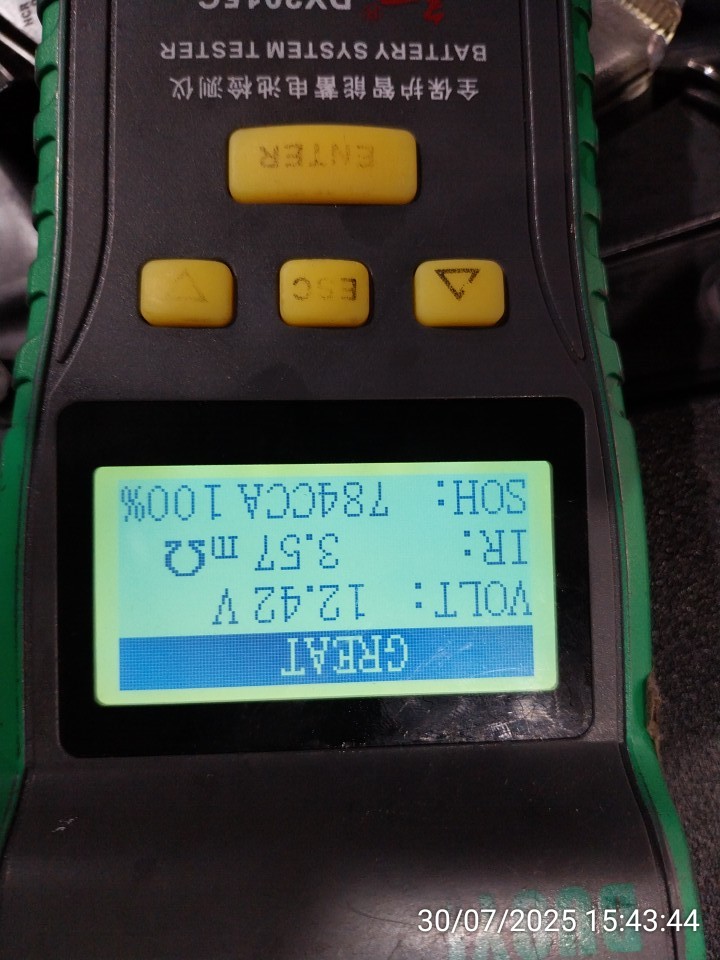 GREAT
VOLT: 12.42 V
IR: 3.57 mΩ
SOH: 784CCA 100%
ESC
ENTER
全保护智能蓄电池检测仪
BATTERY SYSTEM TESTER
DY2015C
30/07/2025 15:43:44